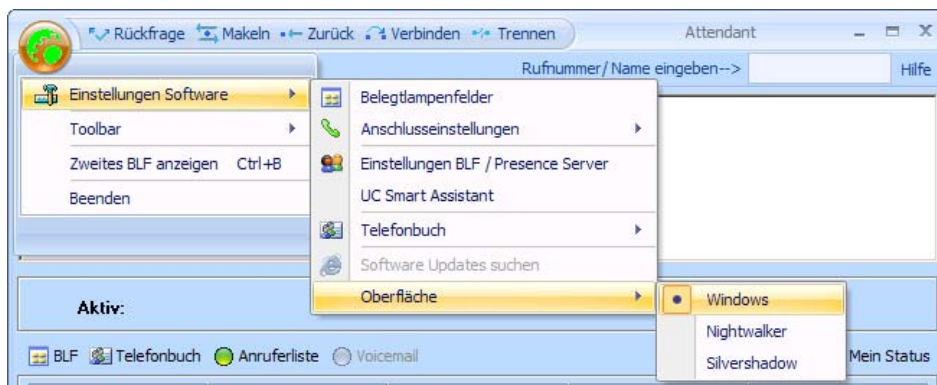 Rückfrage Makeln Zurück Verbinden Trennen Attendant
Rufnummer/ Name eingeben--> Hilfe
Einstellungen Software
Toolbar
Zweites BLF anzeigen Ctrl+B
Beenden
Belegtlampenfelder
Anschlusseinstellungen
Einstellungen BLF / Presence Server
UC Smart Assistant
Telefonbuch
Software Updates suchen
Oberfläche
Windows
Nightwalker
Silvershadow
Aktiv:
BLF Telefonbuch Anruferliste Voicemail Mein Status